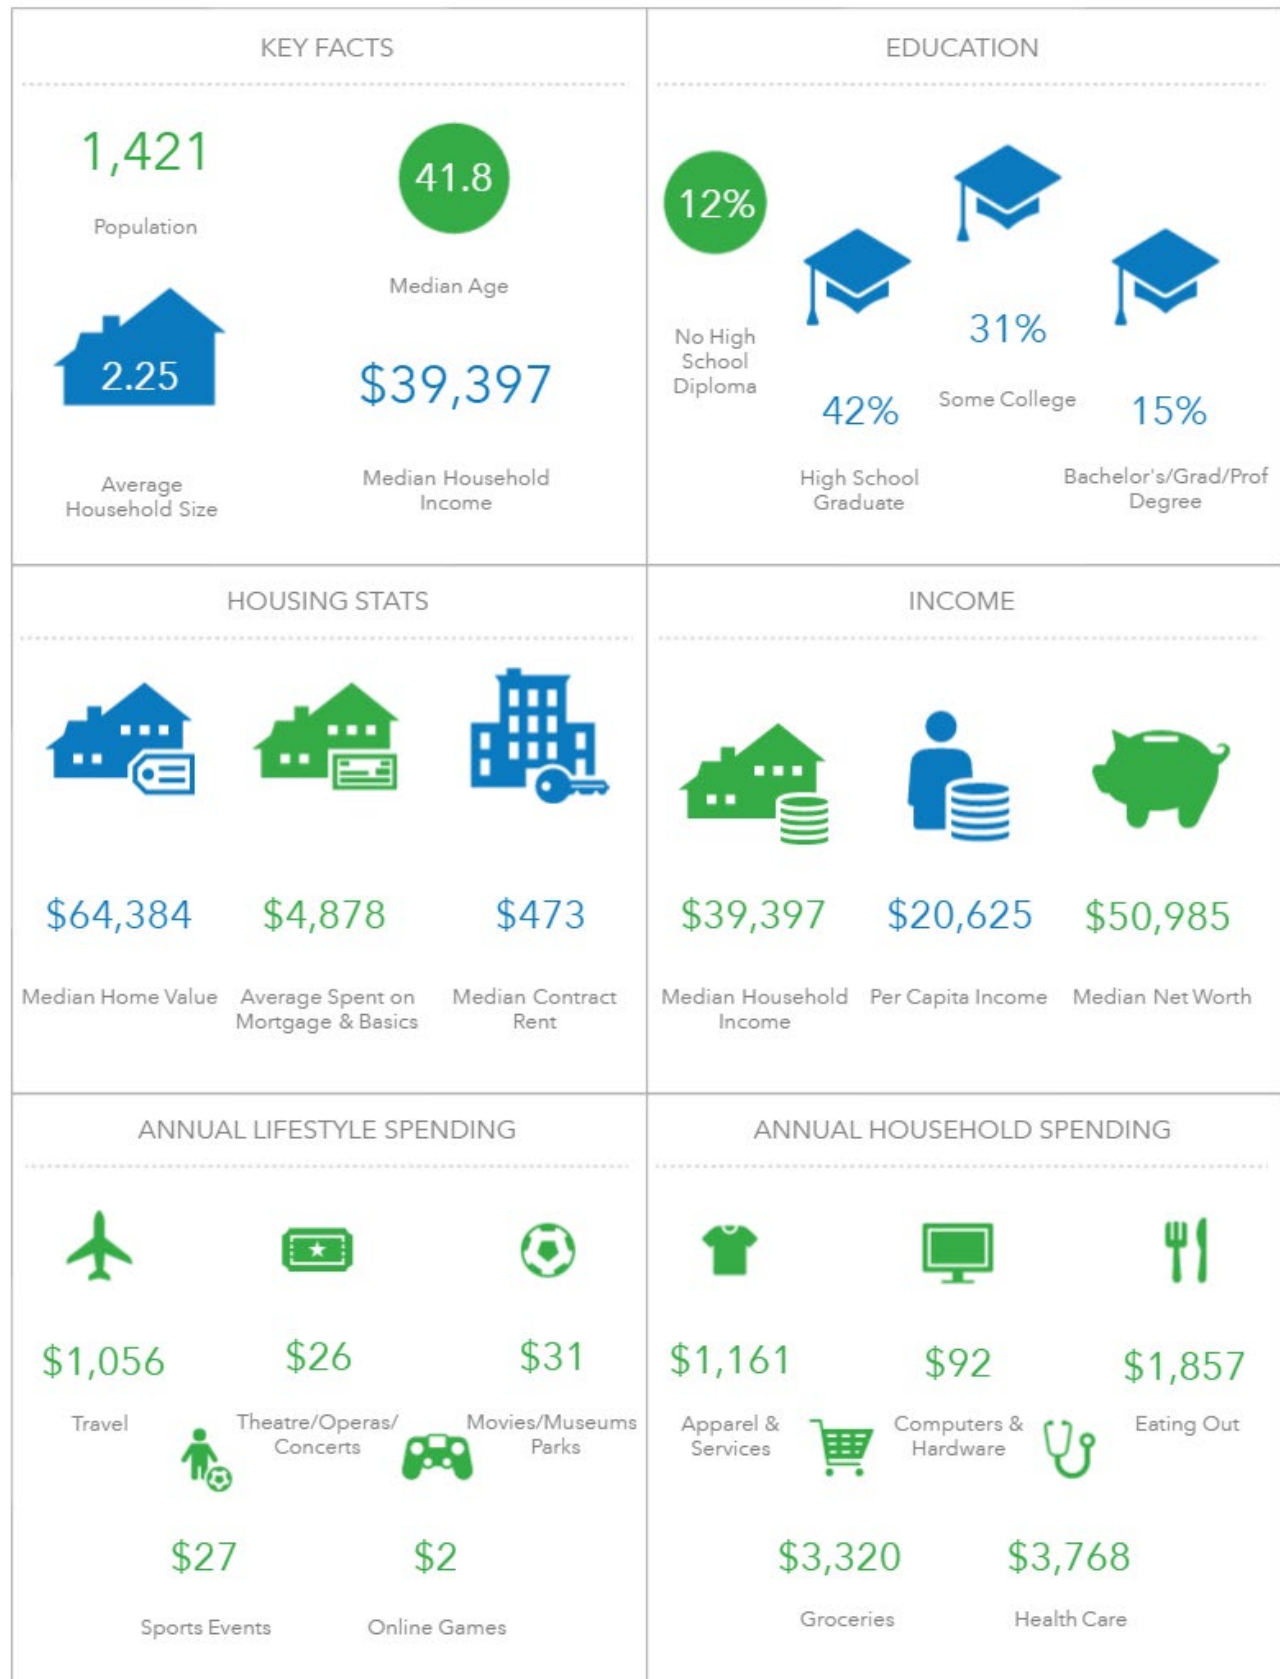 KEY FACTS
1,421
Population
41.8
Median Age
2.25
Average
Household Size
$39,397
Median Household
Income
EDUCATION
12%
No High
School
Diploma
42%
High School
Graduate
31%
Some College
15%
Bachelor's/Grad/Prof
Degree
HOUSING STATS
$64,384
Median Home Value
$4,878
Average Spent on
Mortgage & Basics
$473
Median Contract
Rent
INCOME
$39,397
Median Household
Income
$20,625
Per Capita Income
$50,985
Median Net Worth
ANNUAL LIFESTYLE SPENDING
$1,056
Travel
$26
Theatre/Operas/
Concerts
$31
Movies/Museums
Parks
$27
Sports Events
$2
Online Games
ANNUAL HOUSEHOLD SPENDING
$1,161
Apparel &
Services
$92
Computers &
Hardware
$1,857
Eating Out
$3,320
Groceries
$3,768
Health Care